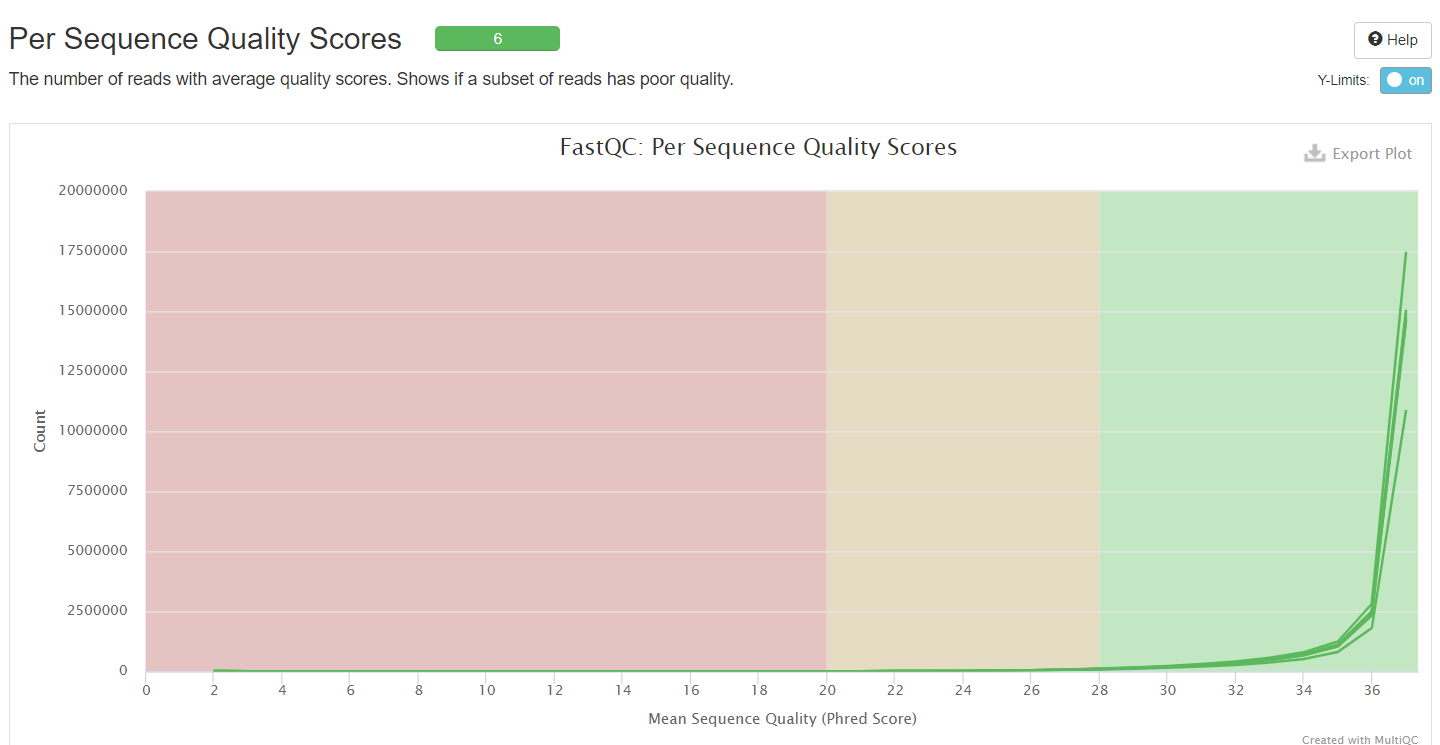 Per Sequence Quality Scores 6
Help
The number of reads with average quality scores. Shows if a subset of reads has poor quality.
Y-Limits: on
FastQC: Per Sequence Quality Scores
Export Plot
20000000
17500000
15000000
12500000
10000000
7500000
5000000
2500000
0
Count
0 2 4 6 8 10 12 14 16 18 20 22 24 26 28 30 32 34 36
Mean Sequence Quality (Phred Score)
Created with MultiQC